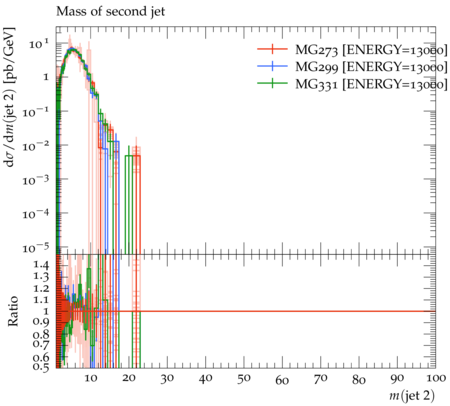 Mass of second jet
dσ/dm(jet 2) [pb/GeV]
10¹
1
10⁻¹
10⁻²
10⁻³
10⁻⁴
10⁻⁵
MG273 [ENERGY=13000]
MG299 [ENERGY=13000]
MG331 [ENERGY=13000]
Ratio
1.4
1.3
1.2
1.1
1
0.9
0.8
0.7
0.6
0.5
10 20 30 40 50 60 70 80 90 100
m(jet 2)